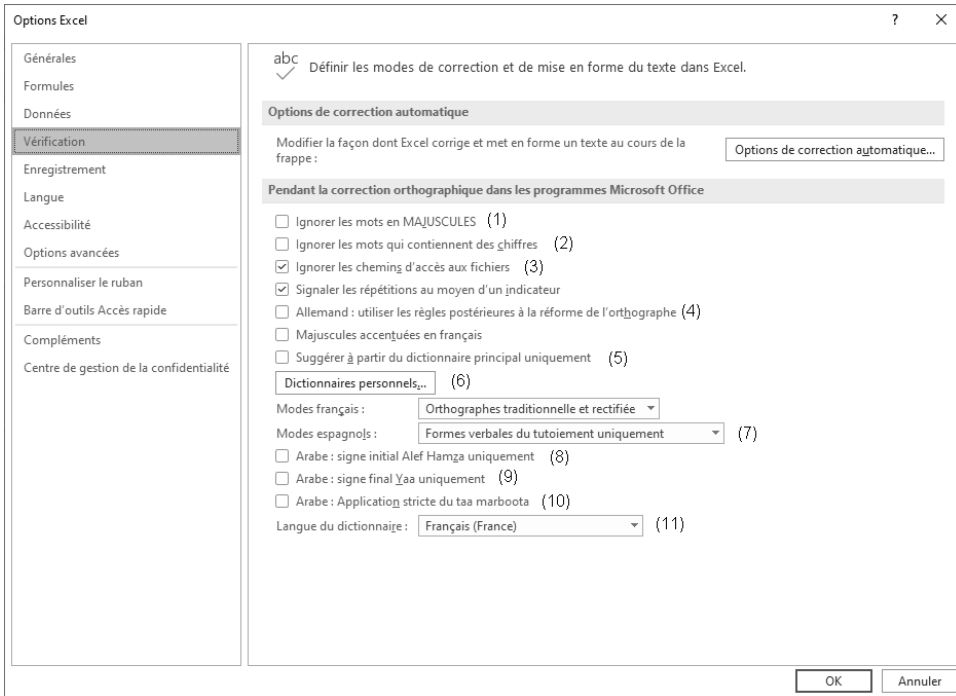 Options Excel
?
Générales
Formules
Données
Vérification
Enregistrement
Langue
Accessibilité
Options avancées
Personnaliser le ruban
Barre d'outils Accès rapide
Compléments
Centre de gestion de la confidentialité
abc
Définir les modes de correction et de mise en forme du texte dans Excel.
Options de correction automatique
Modifier la façon dont Excel corrige et met en forme un texte au cours de la
frappe :
Options de correction automatique...
Pendant la correction orthographique dans les programmes Microsoft Office
Ignorer les mots en MAJUSCULES (1)
Ignorer les mots qui contiennent des chiffres (2)
Ignorer les chemins d'accès aux fichiers (3)
Signaler les répétitions au moyen d'un indicateur
Allemand : utiliser les règles postérieures à la réforme de l'orthographe (4)
Majuscules accentuées en français
Suggérer à partir du dictionnaire principal uniquement (5)
Dictionnaires personnels... (6)
Modes français : Orthographes traditionnelle et rectifiée
Modes espagnols : Formes verbales du tutoiement uniquement (7)
Arabe : signe initial Alef Hamza uniquement (8)
Arabe : signe final Yaa uniquement (9)
Arabe : Application stricte du taa marboota (10)
Langue du dictionnaire : Français (France) (11)
OK
Annuler